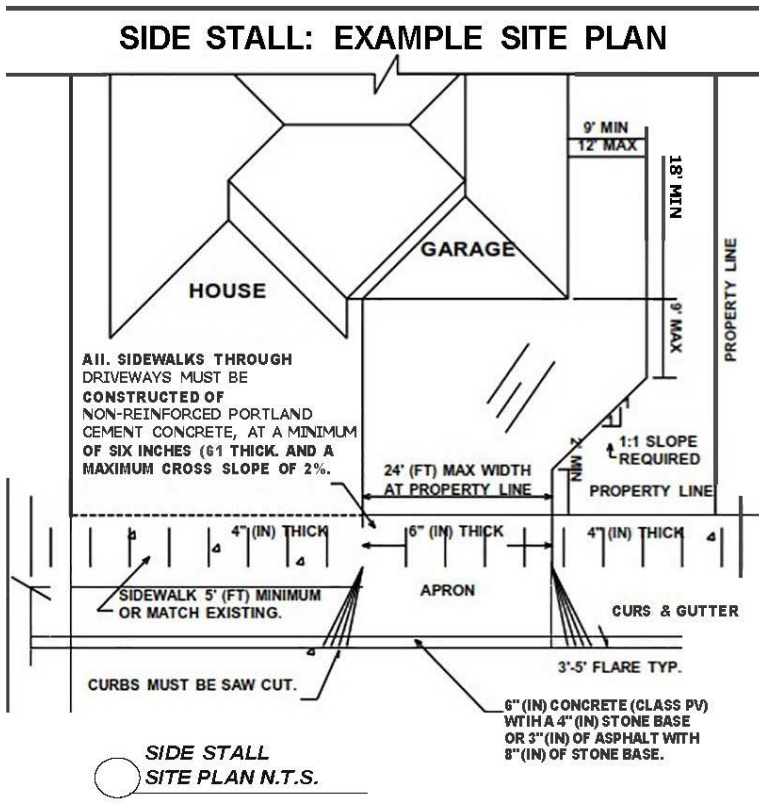 SIDE STALL: EXAMPLE SITE PLAN
9' MIN
12' MAX
18' MIN
GARAGE
HOUSE
PROPERTY LINE
9' MAX
All. SIDEWALKS THROUGH
DRIVEWAYS MUST BE
CONSTRUCTED OF
NON-REINFORCED PORTLAND
CEMENT CONCRETE, AT A MINIMUM
OF SIX INCHES (61 THICK. AND A
MAXIMUM CROSS SLOPE OF 2%.
1
1
1:1 SLOPE
REQUIRED
2' MIN
24' (FT) MAX WIDTH
AT PROPERTY LINE
PROPERTY LINE
4" (IN) THICK
6" (IN) THICK
4" (IN) THICK
SIDEWALK 5' (FT) MINIMUM
OR MATCH EXISTING.
APRON
CURS & GUTTER
3'-5' FLARE TYP.
CURBS MUST BE SAW CUT.
6" (IN) CONCRETE (CLASS PV)
WTIH A 4" (IN) STONE BASE
OR 3" (IN) OF ASPHALT WITH
8" (IN) OF STONE BASE.
SIDE STALL
SITE PLAN N.T.S.